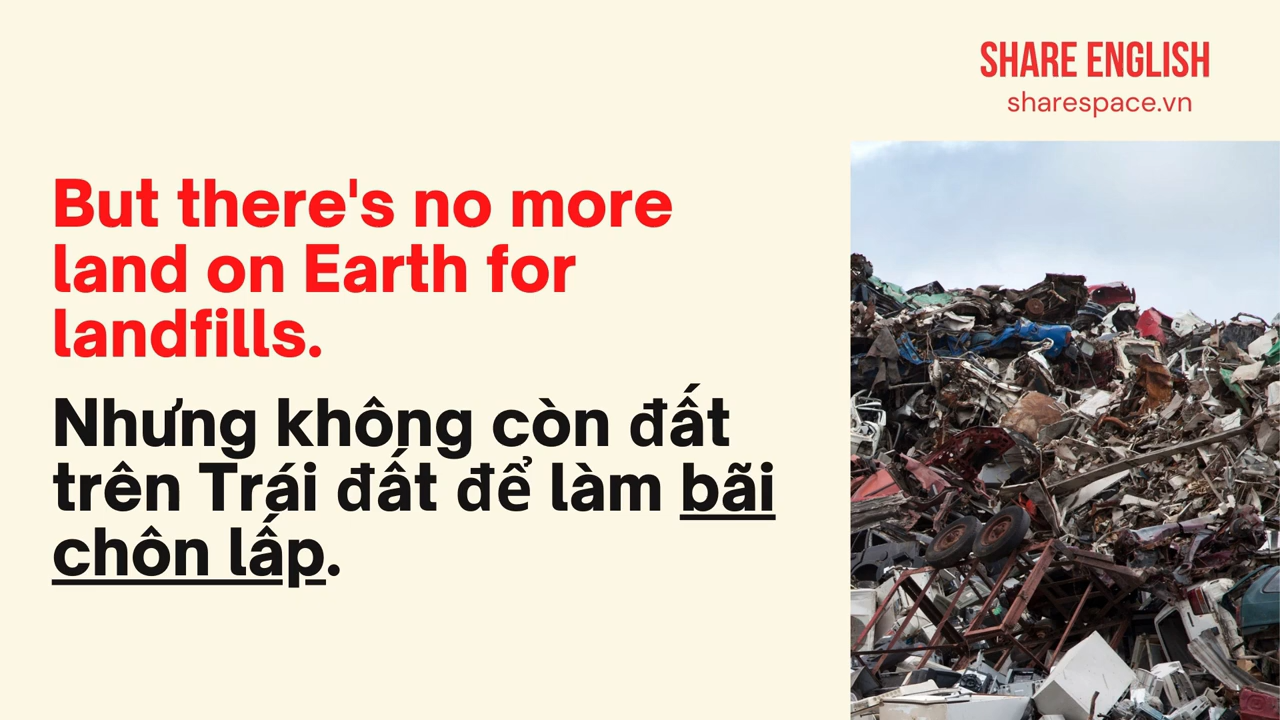 SHARE ENGLISH
sharespace.vn
But there's no more
land on Earth for
landfills.
Nhưng không còn đất
trên Trái đất để làm bãi
chôn lấp.